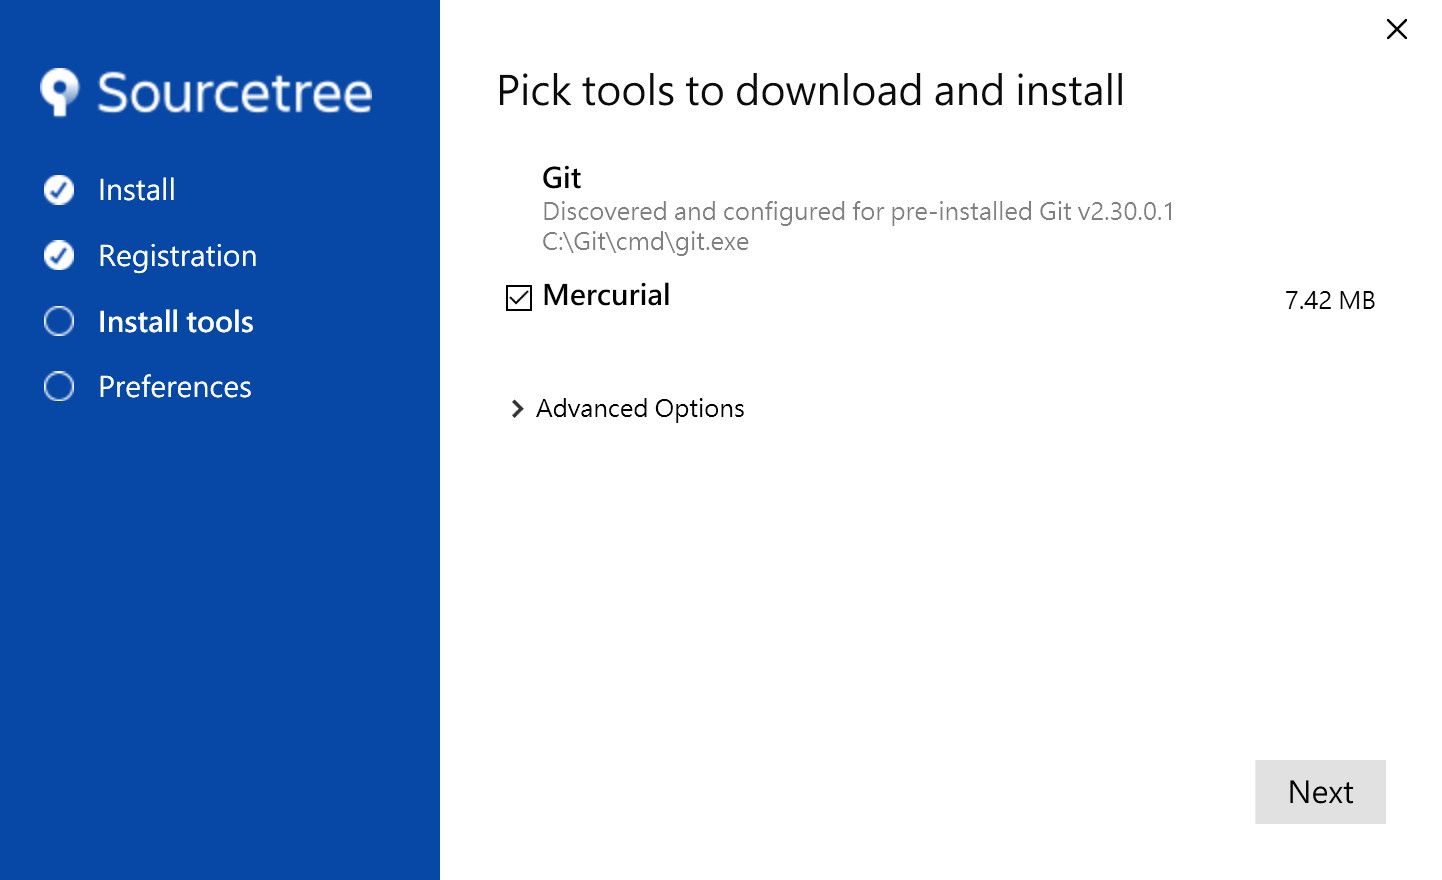 Sourcetree
Install
Registration
Install tools
Preferences
Pick tools to download and install
Git
Discovered and configured for pre-installed Git v2.30.0.1
C:\Git\cmd\git.exe
Mercurial
7.42 MB
Advanced Options
Next